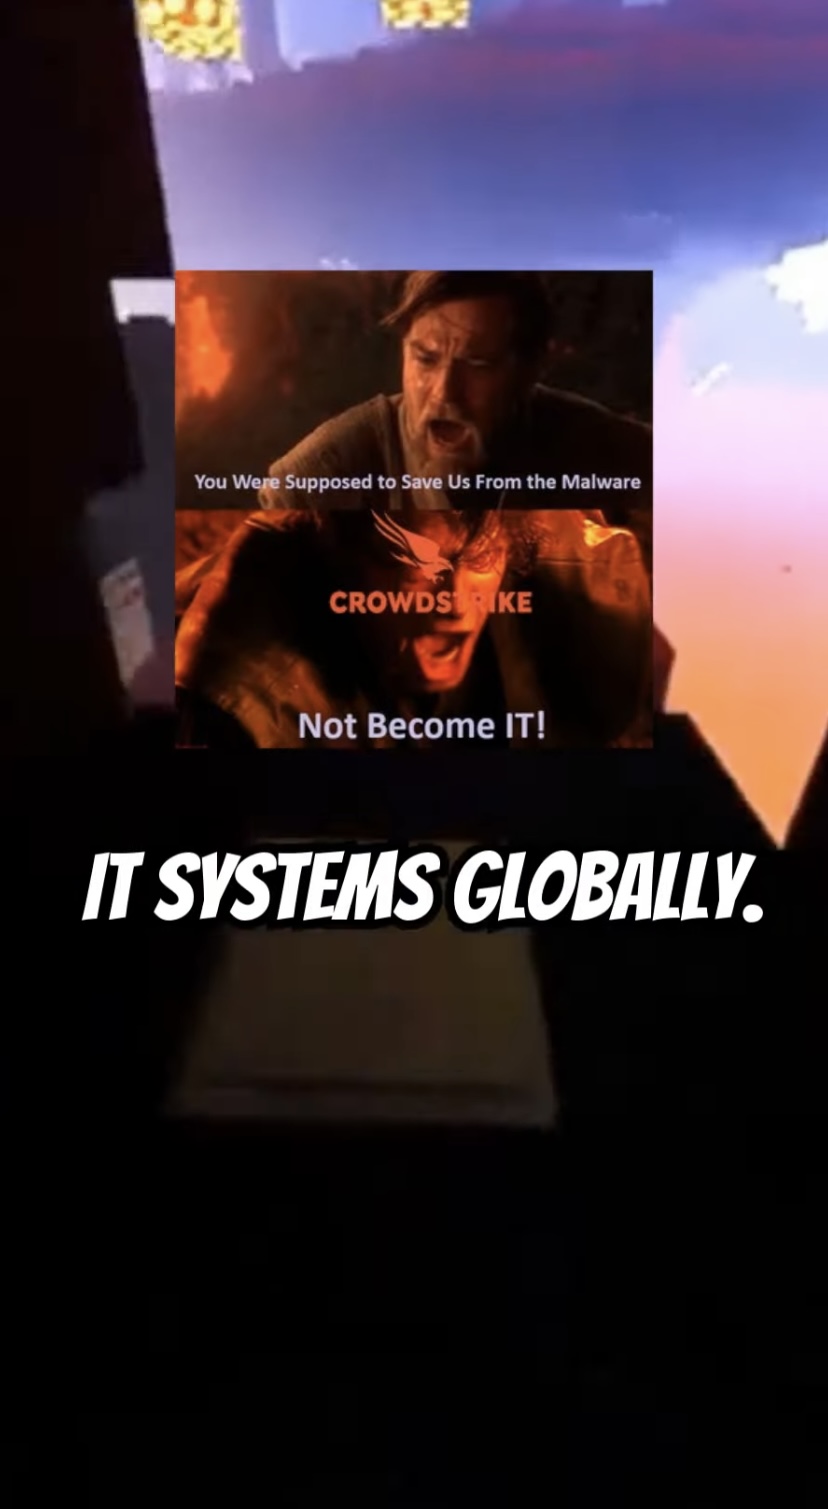 You Were Supposed to Save Us From the Malware
CROWDSTRIKE
Not Become IT!
IT SYSTEMS GLOBALLY.